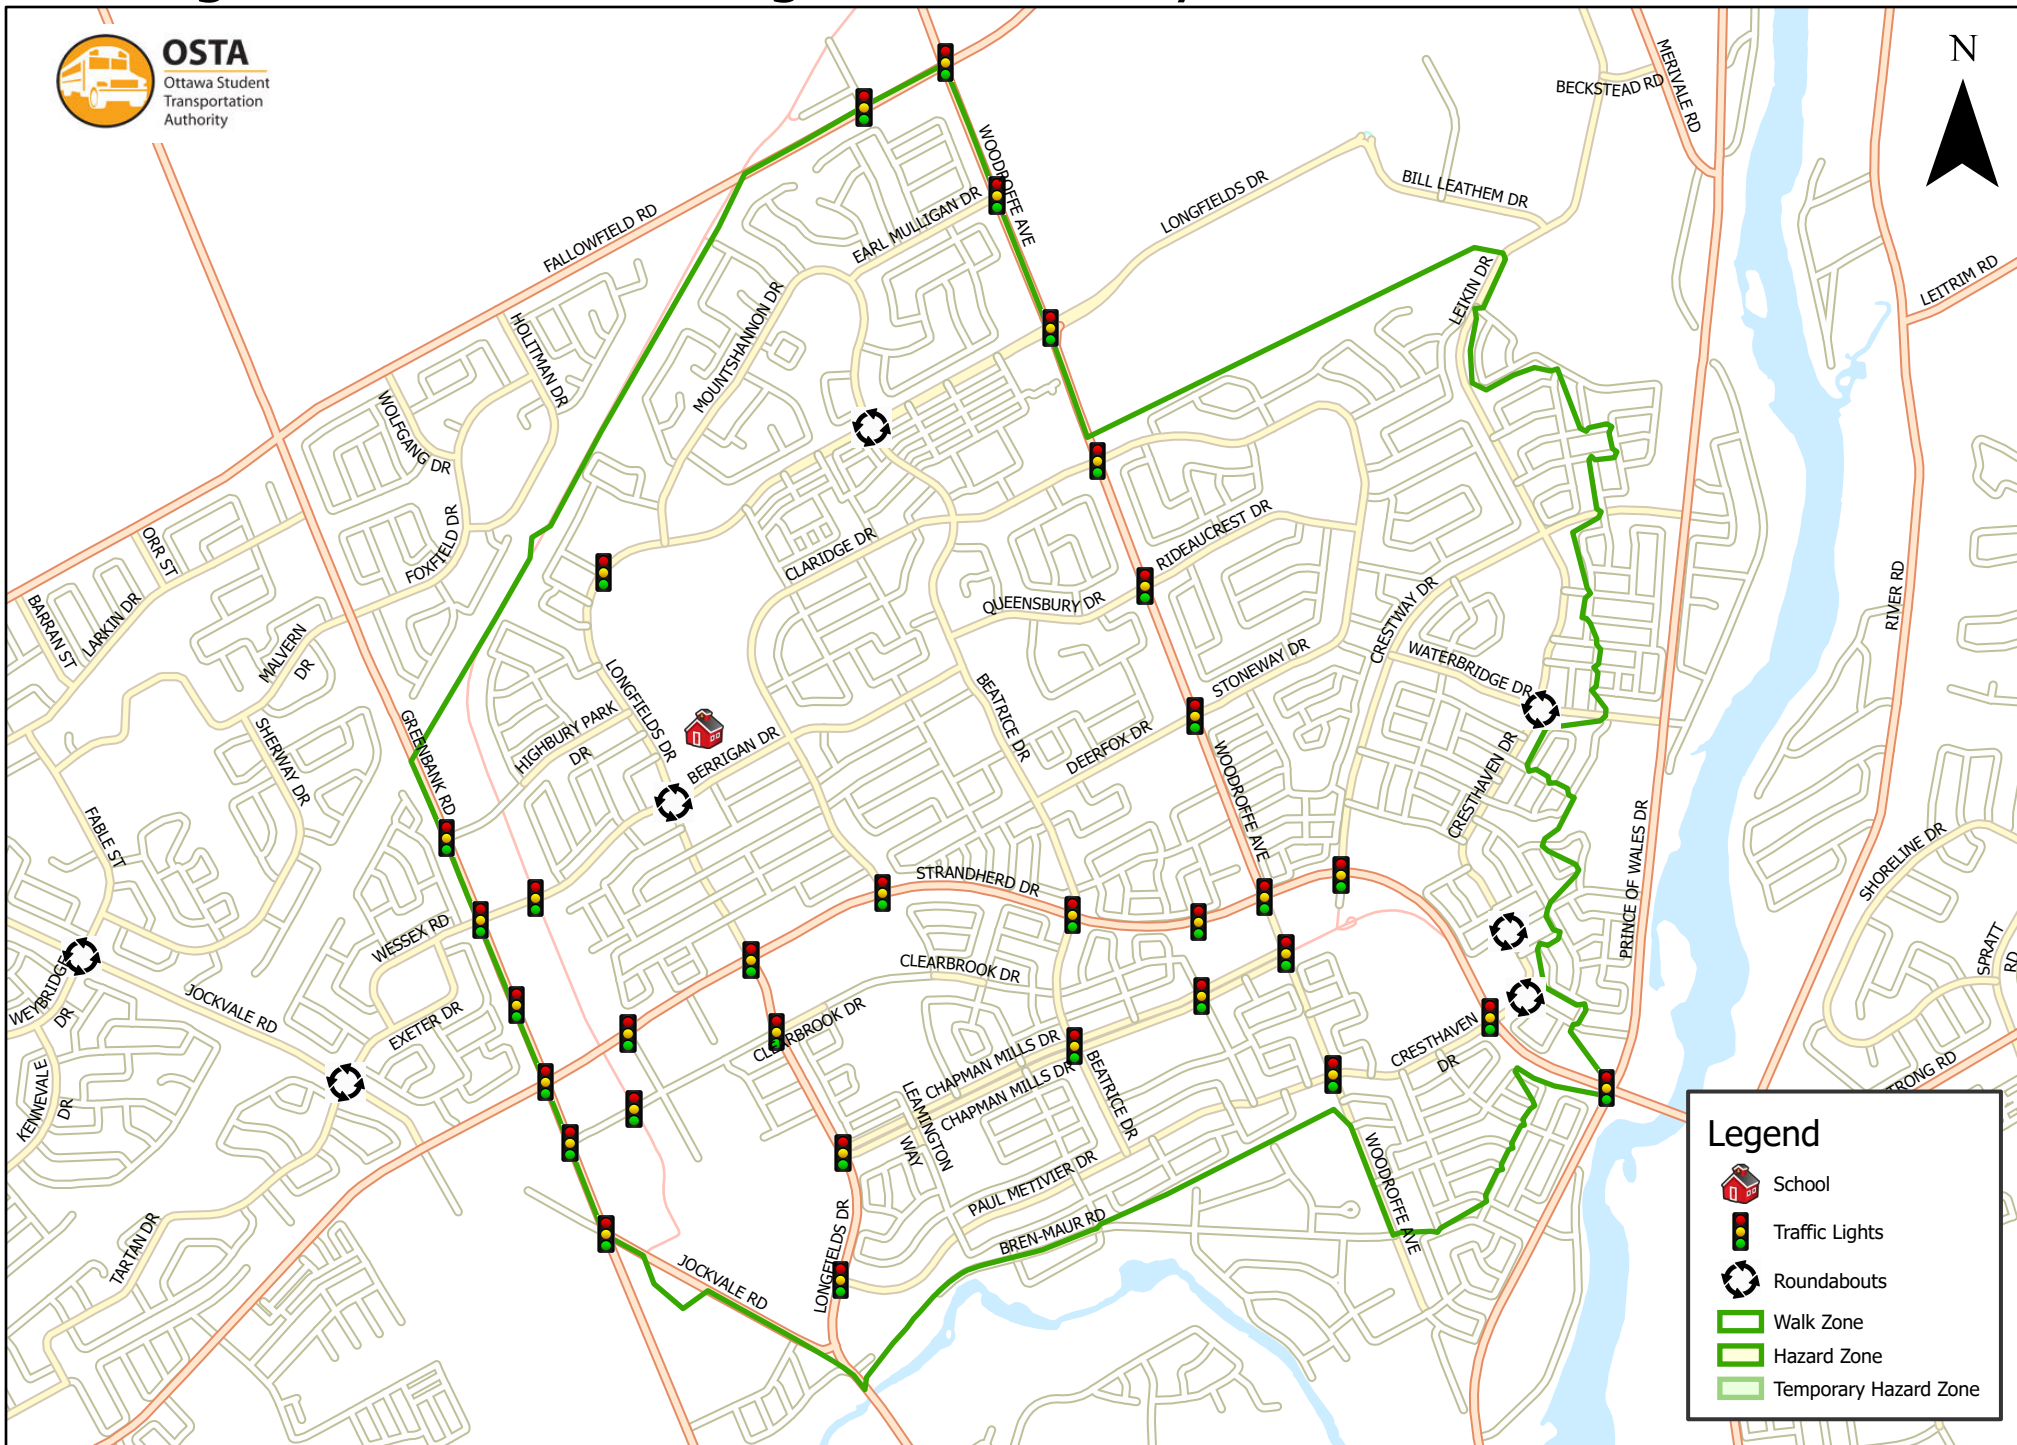 OSTA
Ottawa Student
Transportation
Authority
N
MERIVALE RD
BECKSTEAD RD
WOODROFFE AVE
BILL LEATHEM DR
LONGFIELDS DR
EARL MULLIGAN DR
FALLOWFIELD RD
LEITRIM RD
LEIKIN DR
HOLITMAN DR
MOUNTSHANNON DR
WOLFGANG DR
FOXFIELD DR
ORR ST
CLARIDGE DR
RIDEAUCREST DR
QUEENSBURY DR
CRESTWAY DR
RIVER RD
BARRAN ST
LARKIN DR
MALVERN
DR
WATERBRIDGE DR
STONEWAY DR
LONGFIELDS DR
BEATRICE DR
HIGHBURY PARK
DR
GREENBANK RD
SHERWAY DR
BERRIGAN DR
DEERFOX DR
WOODROFFE AVE
CRESTHAVEN DR
FABLE ST
PRINCE OF WALES DR
SHORELINE DR
STRANDHERD DR
WESSEX RD
SPRATT
RD
CLEARBROOK DR
WEYBRIDGE
DR
JOCKVALE RD
EXETER DR
CLEARBROOK DR
CRESTHAVEN
DR
CHAPMAN MILLS DR
CHAPMAN MILLS DR
BEATRICE DR
KENNEVALE
DR
LEAMINGTON
WAY
TRONG RD
PAUL METIVIER DR
WOODROFFE AVE
BREN-MAUR RD
TARTAN DR
JOCKVALE RD
LONGFIELDS DR
Legend
School
Traffic Lights
Roundabouts
Walk Zone
Hazard Zone
Temporary Hazard Zone